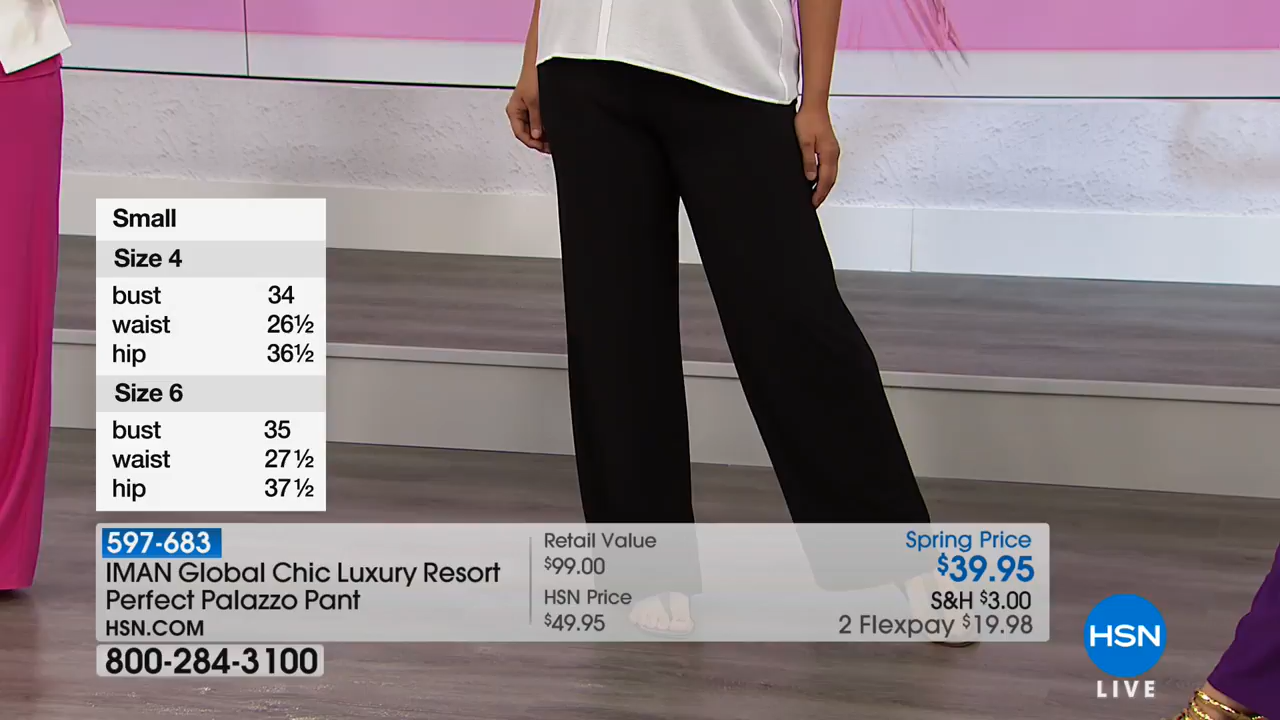 Small
Size 4
bust 34
waist 26½
hip 36½
Size 6
bust 35
waist 27½
hip 37½
597-683
IMAN Global Chic Luxury Resort
Perfect Palazzo Pant
HSN.COM
800-284-3100
Retail Value
$99.00
HSN Price
$49.95
Spring Price
$39.95
S&H $3.00
2 Flexpay $19.98
HSN
LIVE